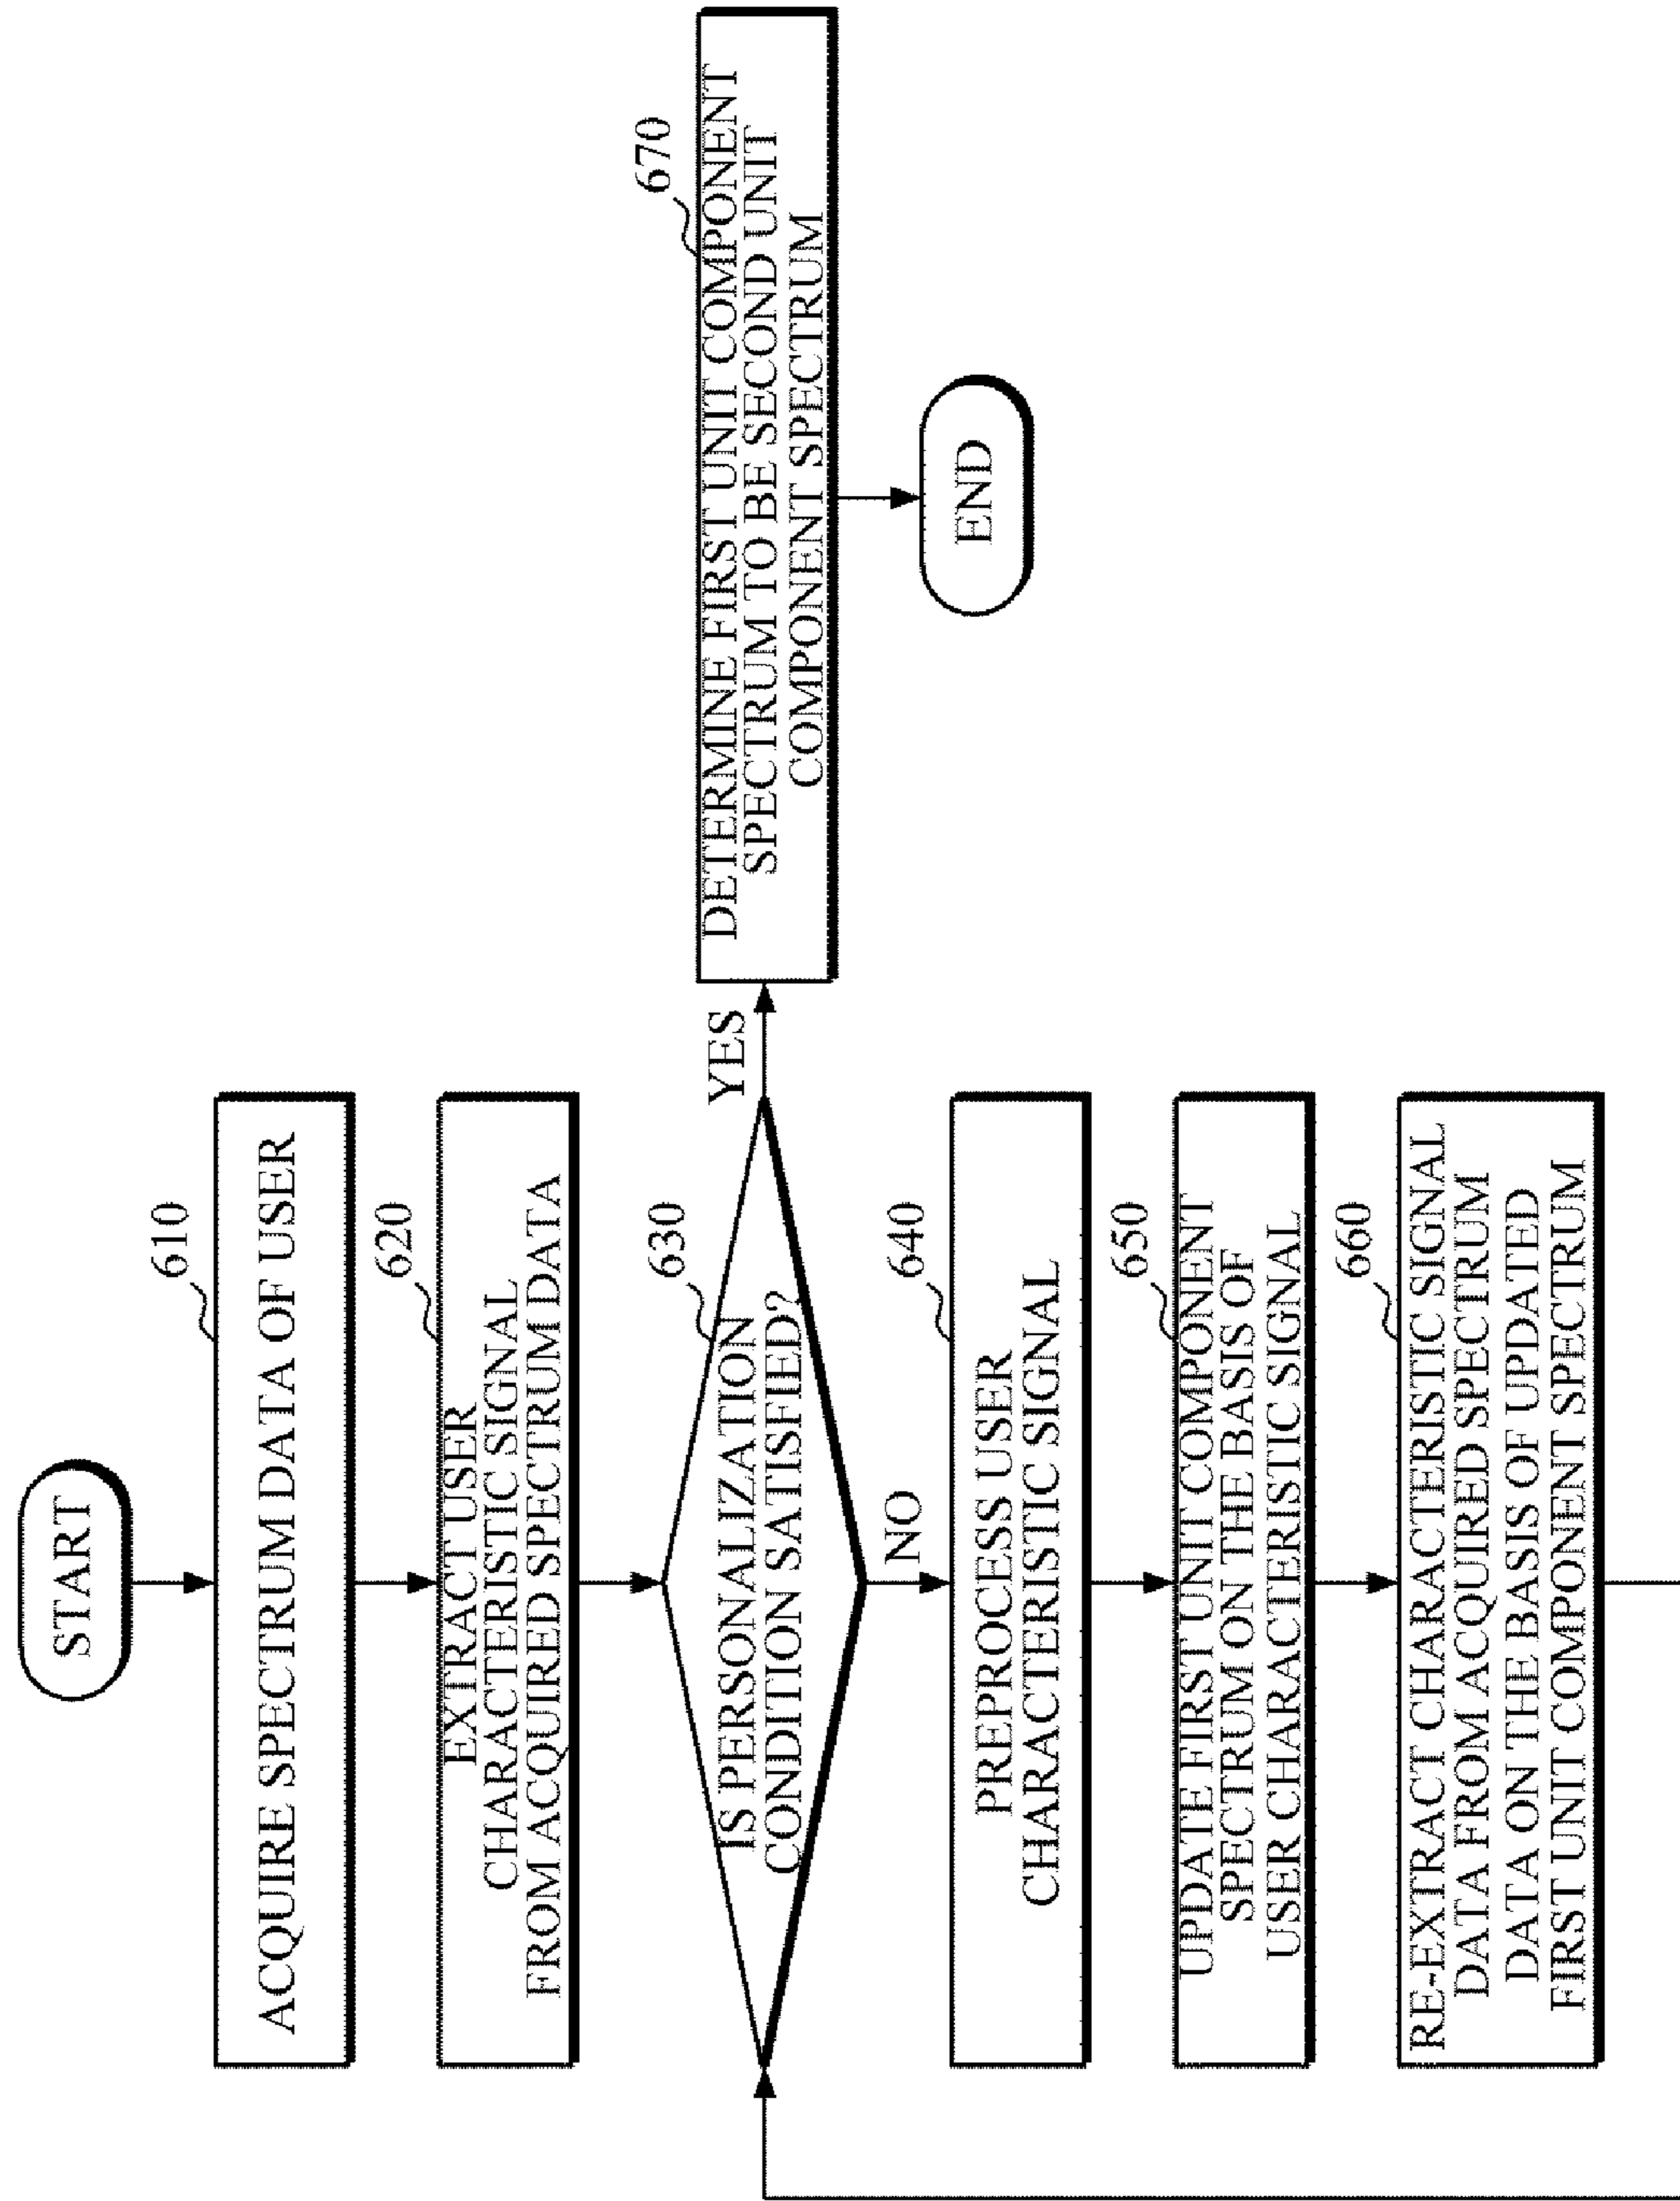 START
610
ACQUIRE SPECTRUM DATA OF USER
620
EXTRACT USER
CHARACTERISTIC SIGNAL
FROM ACQUIRED SPECTRUM DATA
630
IS PERSONALIZATION
CONDITION SATISFIED?
YES
NO
640
PREPROCESS USER
CHARACTERISTIC SIGNAL
650
UPDATE FIRST UNIT COMPONENT
SPECTRUM ON THE BASIS OF
USER CHARACTERISTIC SIGNAL
660
RE-EXTRACT CHARACTERISTIC SIGNAL
DATA FROM ACQUIRED SPECTRUM
DATA ON THE BASIS OF UPDATED
FIRST UNIT COMPONENT SPECTRUM
670
DETERMINE FIRST UNIT COMPONENT
SPECTRUM TO BE SECOND UNIT
COMPONENT SPECTRUM
END